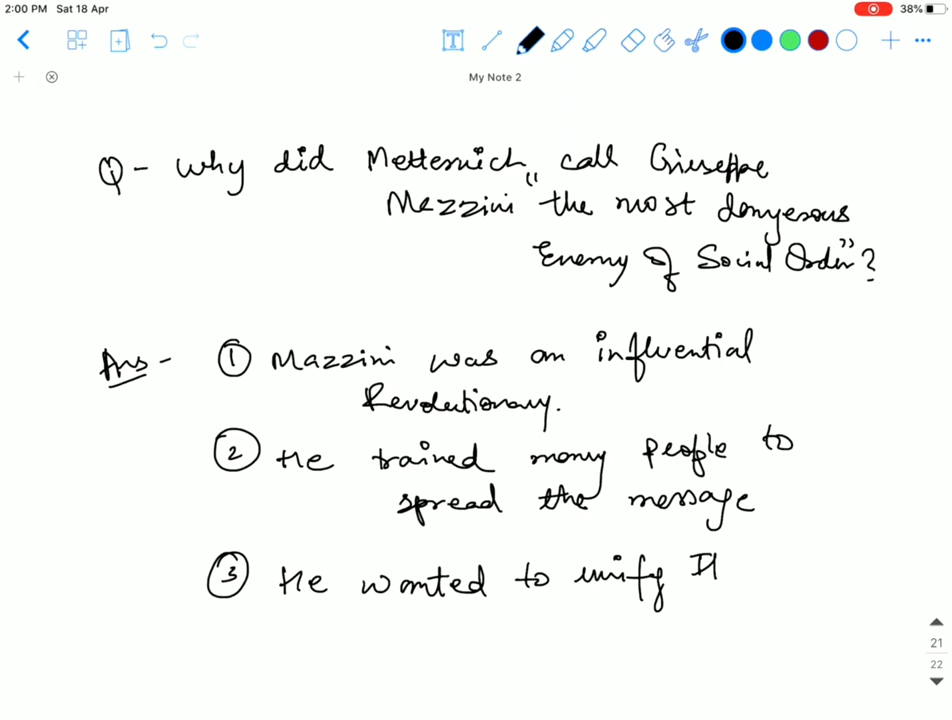 2:00 PM Sat 18 Apr 38%
My Note 2
Q - Why did Metternich call Giuseppe
Mazzini "the most dangerous
Enemy of Social Order"?
Ans - ① Mazzini was an influential
Revolutionary.
② He trained many people to
spread the message
③ He wanted to unify It
21
22